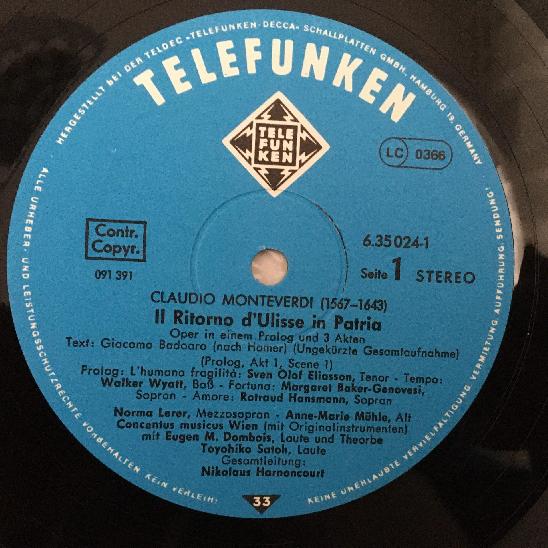 HERGESTELLT BEI DER TELDEC »TELEFUNKEN-DECCA« SCHALLPLATTEN GMBH, HAMBURG 19, GERMANY
TELEFUNKEN
TELE
FUN
KEN
LC 0366
Contr.
Copyr.
091 391
6.35 024-1
Seite 1 STEREO
CLAUDIO MONTEVERDI (1567–1643)
Il Ritorno d'Ulisse in Patria
Oper in einem Prolog und 3 Akten
Text: Giacomo Badoaro (nach Homer) (Ungekürzte Gesamtaufnahme)
(Prolog, Akt 1, Scene 1)
Prolog: L'humana fragilità: Sven Olof Eliasson, Tenor - Tempo:
Walker Wyatt, Baß - Fortuna: Margaret Baker-Genovesi,
Sopran - Amore: Rotraud Hansmann, Sopran
Norma Lerer, Mezzosopran - Anne-Marie Mühle, Alt
Concentus musicus Wien (mit Originalinstrumenten)
mit Eugen M. Dombois, Laute und Theorbe
Toyohiko Satoh, Laute
Gesamtleitung:
Nikolaus Harnoncourt
33
ALLE URHEBER- UND LEISTUNGSSCHUTZRECHTE VORBEHALTEN KEIN VERLEIH!
KEINE UNERLAUBTE VERVIELFÄLTIGUNG, VERMIETUNG, AUFFÜHRUNG, SENDUNG!